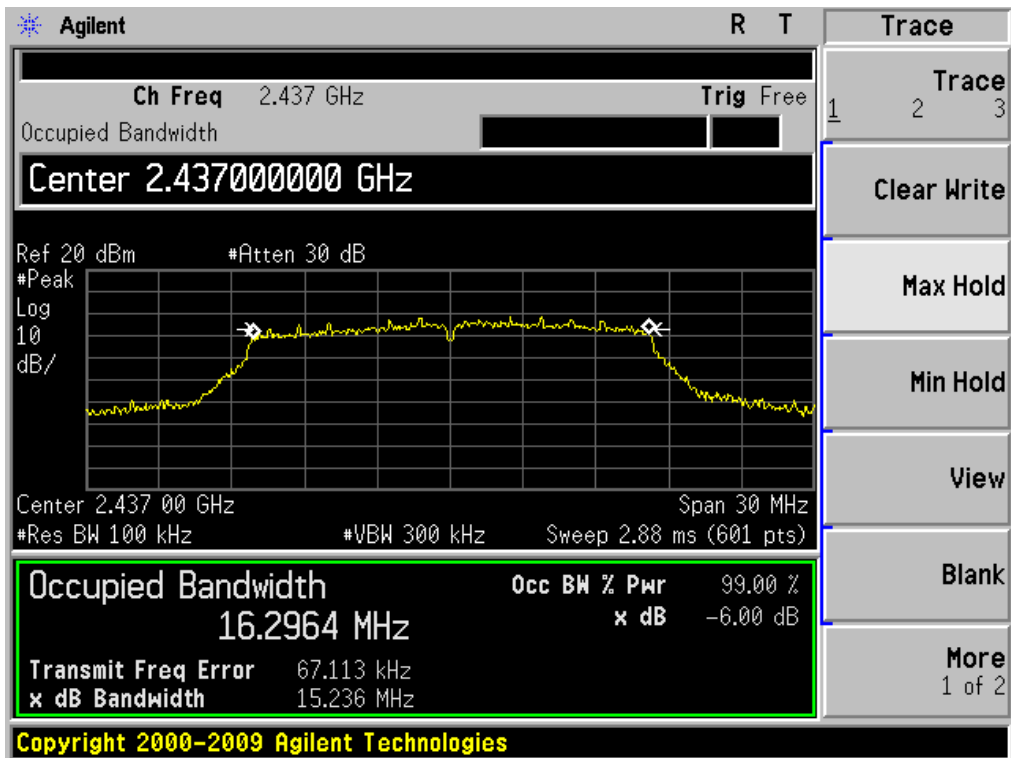 Agilent R T
Trace
Ch Freq 2.437 GHz Trig Free
Occupied Bandwidth
Center 2.437000000 GHz
Ref 20 dBm #Atten 30 dB
#Peak
Log
10
dB/
Center 2.437 00 GHz Span 30 MHz
#Res BW 100 kHz #VBW 300 kHz Sweep 2.88 ms (601 pts)
Occupied Bandwidth Occ BW % Pwr 99.00 %
16.2964 MHz x dB -6.00 dB
Transmit Freq Error 67.113 kHz
x dB Bandwidth 15.236 MHz
Trace
1 2 3
Clear Write
Max Hold
Min Hold
View
Blank
More
1 of 2
Copyright 2000-2009 Agilent Technologies